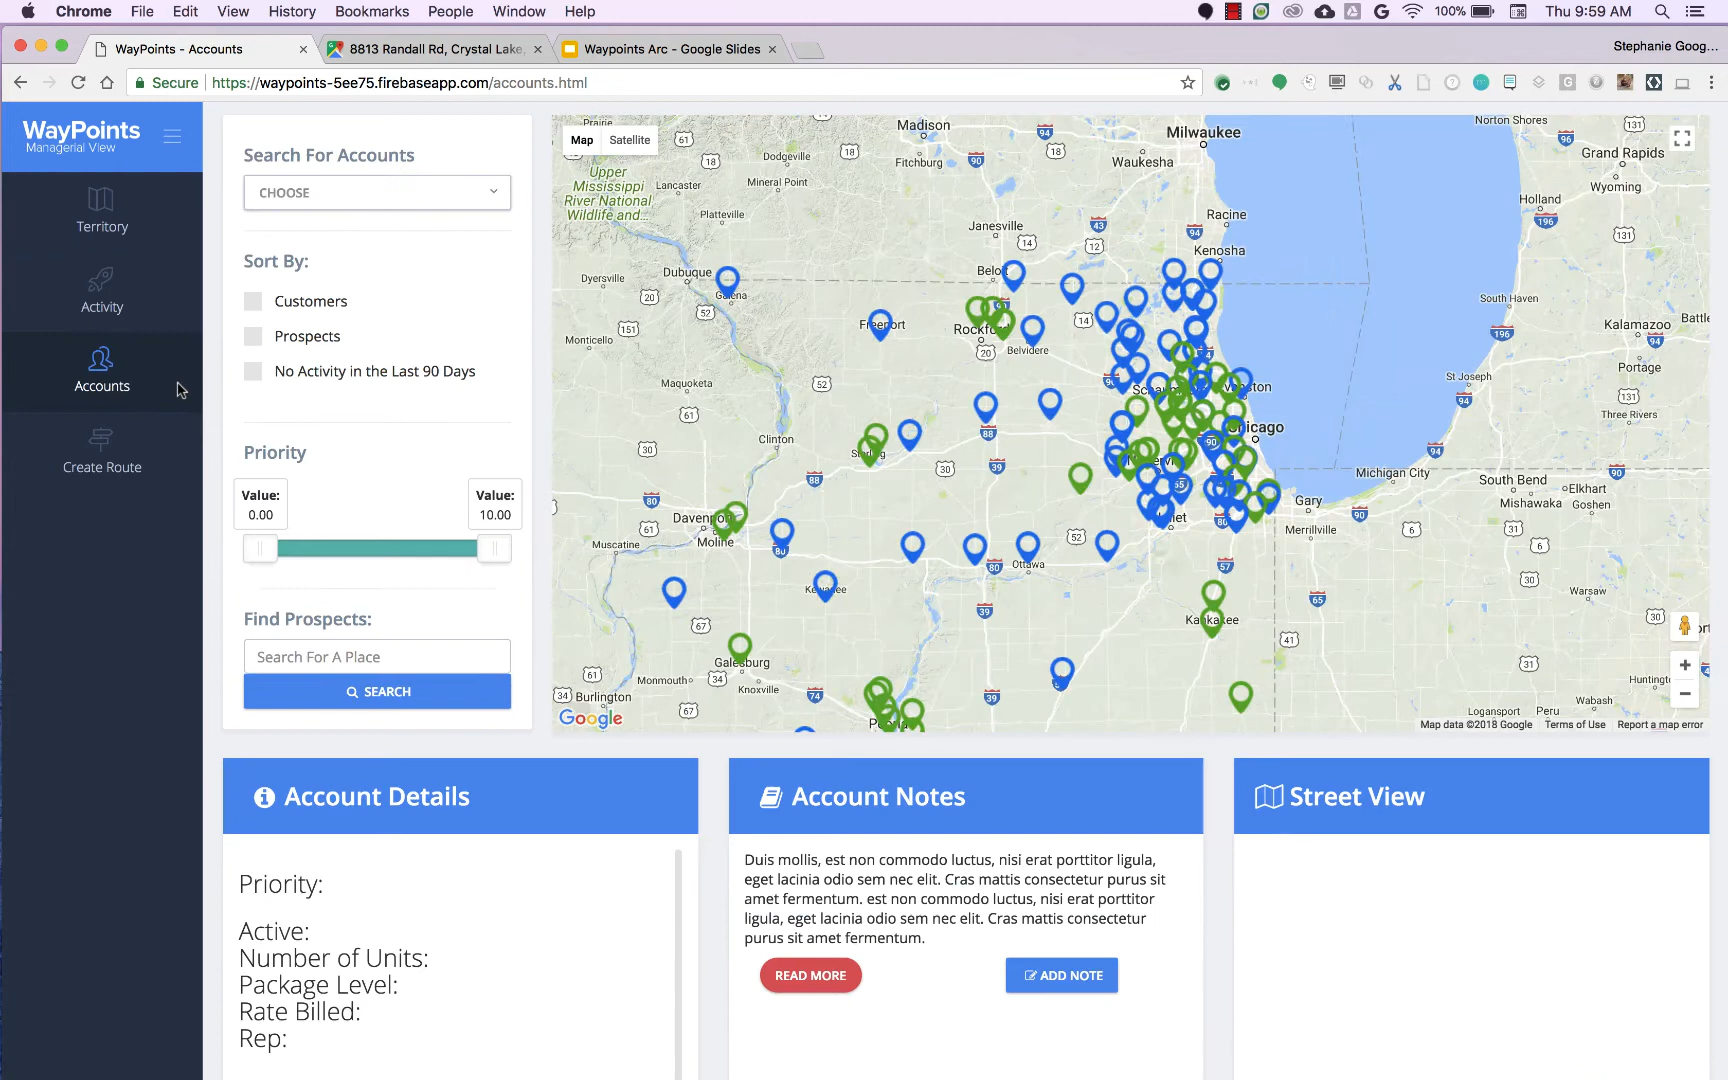 Chrome File Edit View History Bookmarks People Window Help 100% Thu 9:59 AM
WayPoints - Accounts 8813 Randall Rd, Crystal Lake, Waypoints Arc - Google Slides Stephanie Goog...
Secure https://waypoints-5ee75.firebaseapp.com/accounts.html
WayPoints
Managerial View
Territory
Activity
Accounts
Create Route
Search For Accounts
CHOOSE
Sort By:
Customers
Prospects
No Activity in the Last 90 Days
Priority
Value: 0.00
Value: 10.00
Find Prospects:
Search For A Place
SEARCH
Map Satellite
Prairie
Madison
Milwaukee
Norton Shores
Fitchburg
Waukesha
Grand Rapids
Dodgeville
Upper
Mississippi
River National
Wildlife and...
Lancaster
Mineral Point
Wyoming
Holland
Platteville
Janesville
Racine
Kenosha
Dyersville
Dubuque
Galena
Beloit
South Haven
Kalamazoo
Battle
Monticello
Freeport
Belvidere
Portage
Maquoketa
St Joseph
Three Rivers
Clinton
Chicago
Michigan City
South Bend
Elkhart
Mishawaka
Goshen
Gary
Merrillville
Davenport
Moline
Muscatine
Ottawa
Warsaw
Kewanee
Kankakee
Galesburg
Monmouth
Knoxville
Burlington
Logansport
Peru
Wabash
Google
Map data ©2018 Google Terms of Use Report a map error
Account Details
Priority:
Active:
Number of Units:
Package Level:
Rate Billed:
Rep:
Account Notes
Duis mollis, est non commodo luctus, nisi erat porttitor ligula,
eget lacinia odio sem nec elit. Cras mattis consectetur purus sit
amet fermentum. est non commodo luctus, nisi erat porttitor
ligula, eget lacinia odio sem nec elit. Cras mattis consectetur
purus sit amet fermentum.
READ MORE
ADD NOTE
Street View